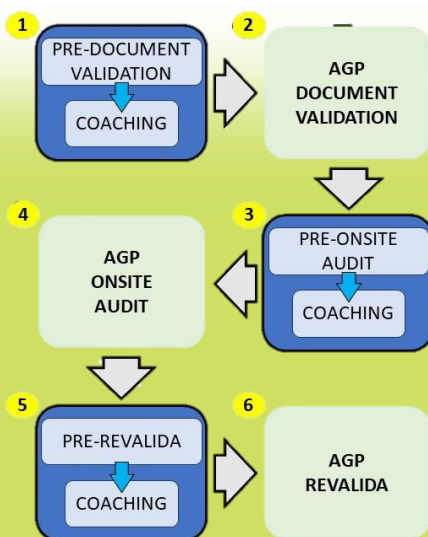 1
PRE-DOCUMENT
VALIDATION
COACHING
2
AGP
DOCUMENT
VALIDATION
3
PRE-ONSITE
AUDIT
COACHING
4
AGP
ONSITE
AUDIT
5
PRE-REVALIDA
COACHING
6
AGP
REVALIDA